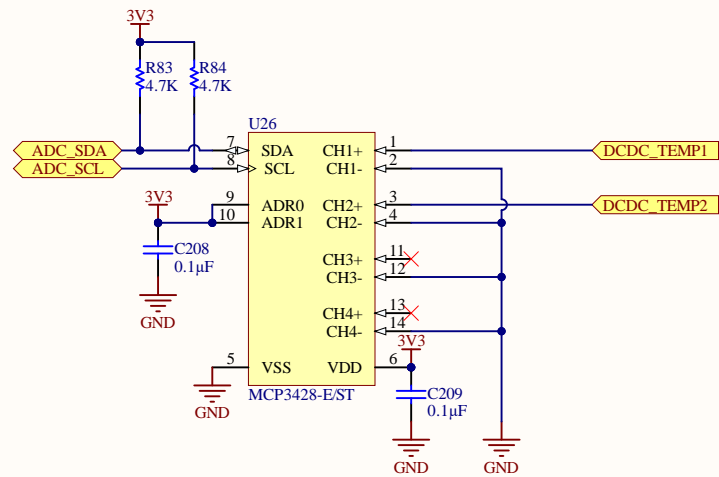 3V3
R83
4.7K
R84
4.7K
U26
ADC_SDA
ADC_SCL
7
8
SDA
SCL
CH1+
CH1-
1
2
DCDC_TEMP1
3V3
9
10
ADR0
ADR1
CH2+
CH2-
3
4
DCDC_TEMP2
C208
0.1µF
GND
CH3+
CH3-
11
12
CH4+
CH4-
13
14
3V3
5
VSS
VDD
6
GND
MCP3428-E/ST
C209
0.1µF
GND
GND